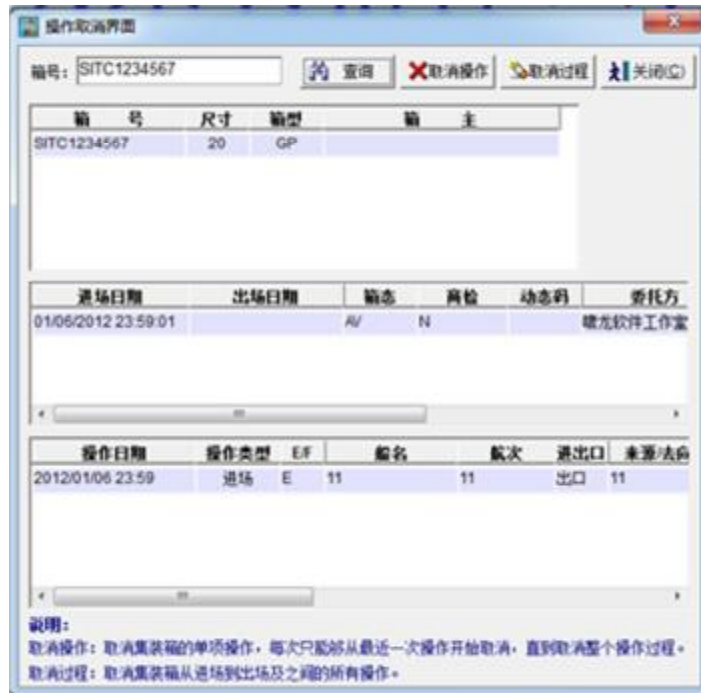 操作取消界面
箱号： SITC1234567 查询 取消操作 取消过程 关闭(C)
箱 号 尺寸 箱型 箱 主
SITC1234567 20 GP
进场日期 出场日期 箱态 商检 动态码 委托方
01/06/2012 23:59:01 AV N 龙软件工作室
操作日期 操作类型 E/F 船名 航次 进出口 来源/去向
2012/01/06 23:59 进场 E 11 11 出口 11
说明：
取消操作：取消集装箱的单项操作，每次只能够从最近一次操作开始取消，直到取消整个操作过程。
取消过程：取消集装箱从进场到出场及之间的所有操作。